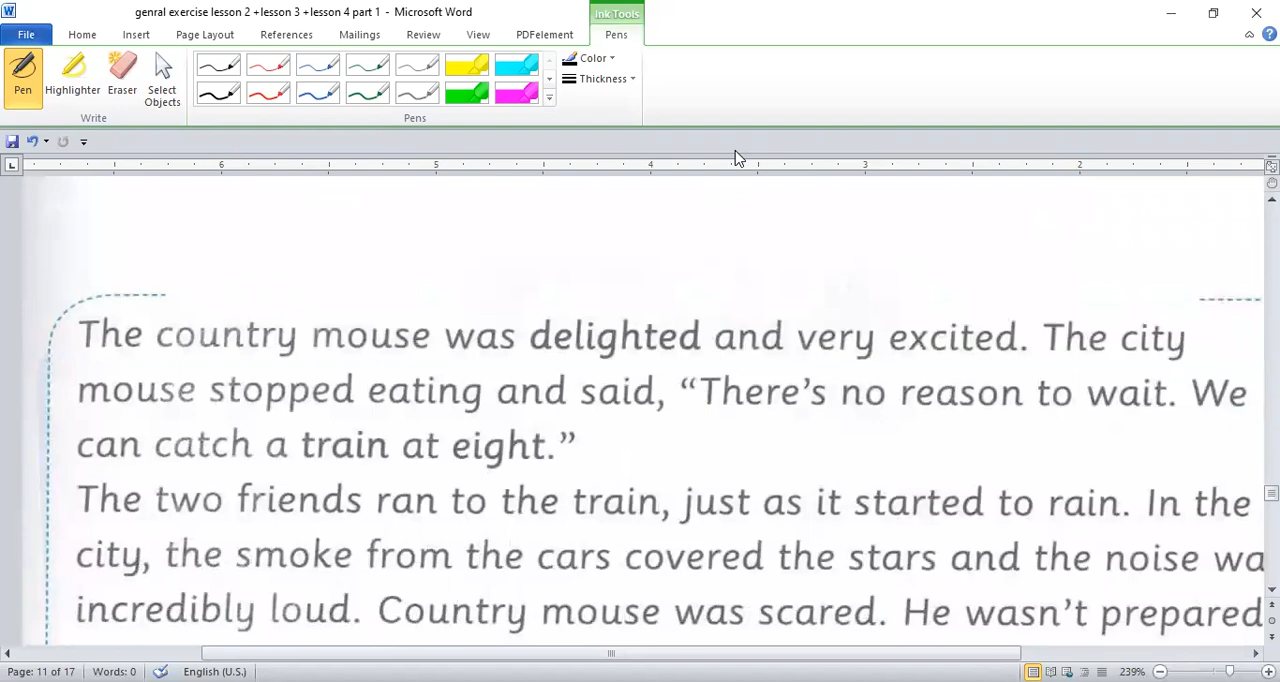 genral exercise lesson 2 +lesson 3 +lesson 4 part 1 - Microsoft Word
Ink Tools
File Home Insert Page Layout References Mailings Review View PDFelement Pens
Color
Thickness
Pen Highlighter Eraser Select Objects
Write Pens
6 5 4 3 2
The country mouse was delighted and very excited. The city
mouse stopped eating and said, “There’s no reason to wait. We
can catch a train at eight.”
The two friends ran to the train, just as it started to rain. In the
city, the smoke from the cars covered the stars and the noise wa
incredibly loud. Country mouse was scared. He wasn’t prepared
Page: 11 of 17 Words: 0 English (U.S.) 239%